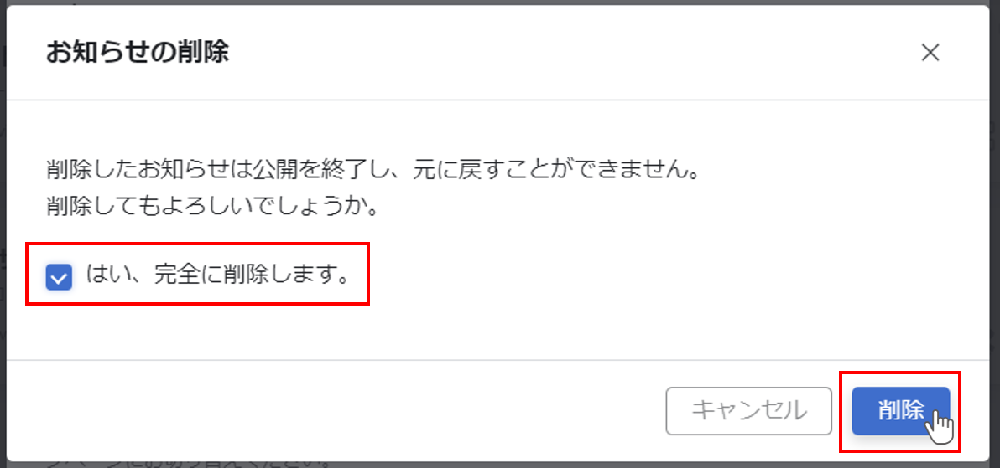 お知らせの削除
削除したお知らせは公開を終了し、元に戻すことができません。
削除してもよろしいでしょうか。
はい、完全に削除します。
キャンセル
削除